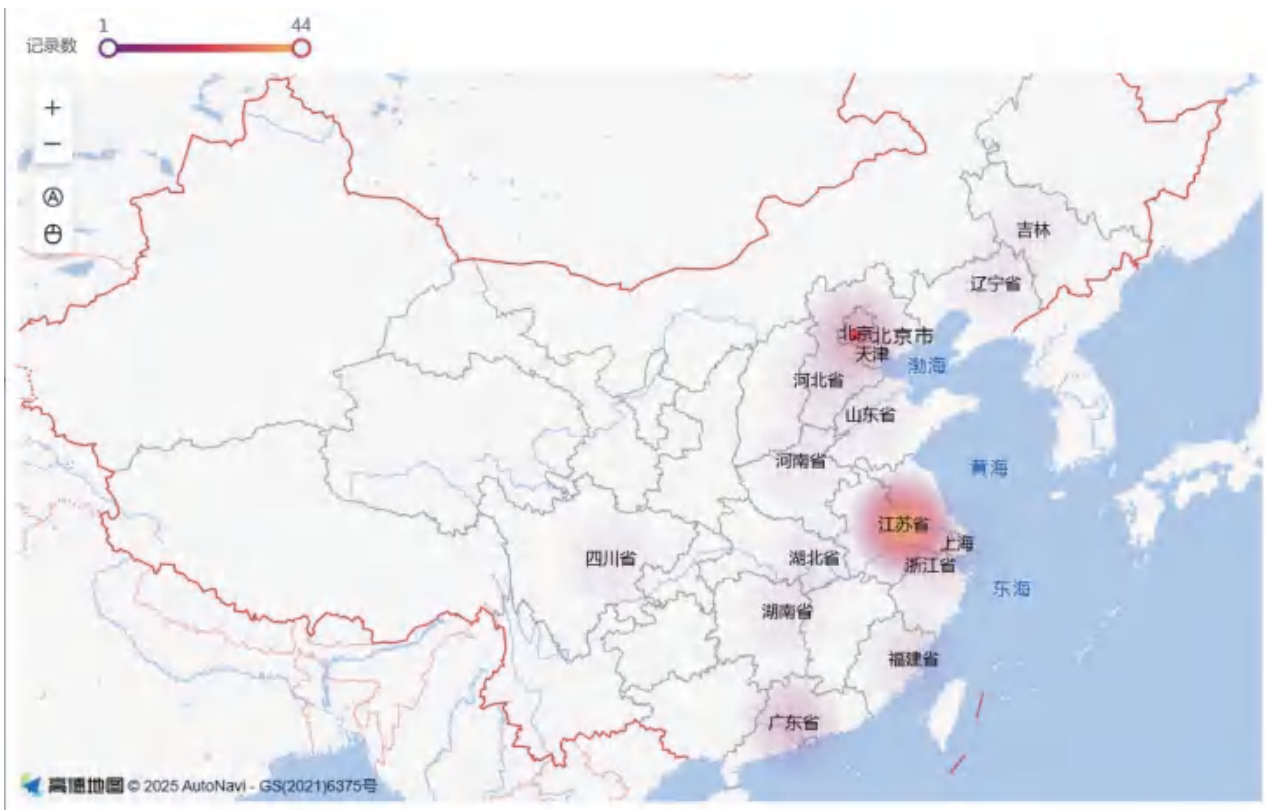 1 44
记录数
+
−
A
吉林
辽宁省
北京北京市
天津
渤海
河北省
山东省
河南省
黄海
江苏省
上海
四川省
湖北省
浙江省
东海
湖南省
福建省
广东省
高德地图 © 2025 AutoNavi - GS(2021)6375号